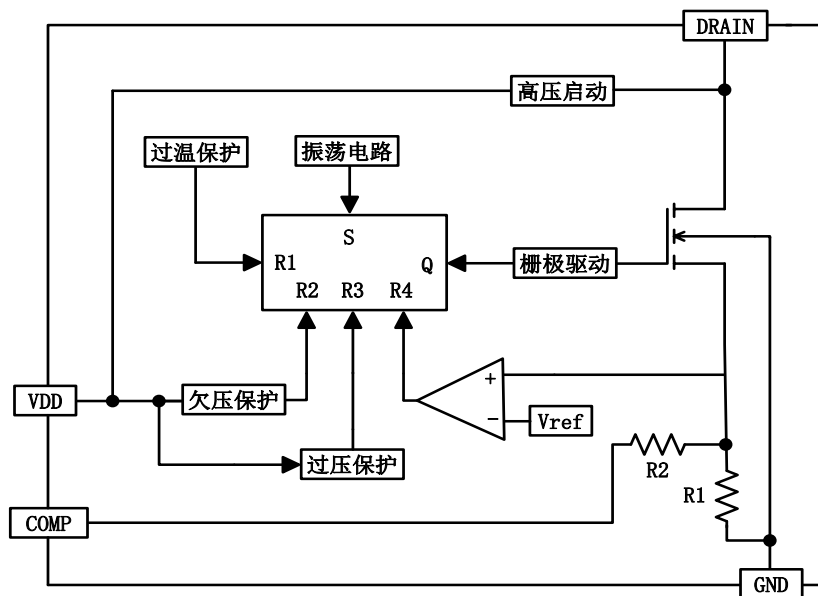 DRAIN
高压启动
过温保护
振荡电路
S
R1
Q
栅极驱动
R2
R3
R4
VDD
欠压保护
+
-
Vref
过压保护
R2
R1
COMP
GND